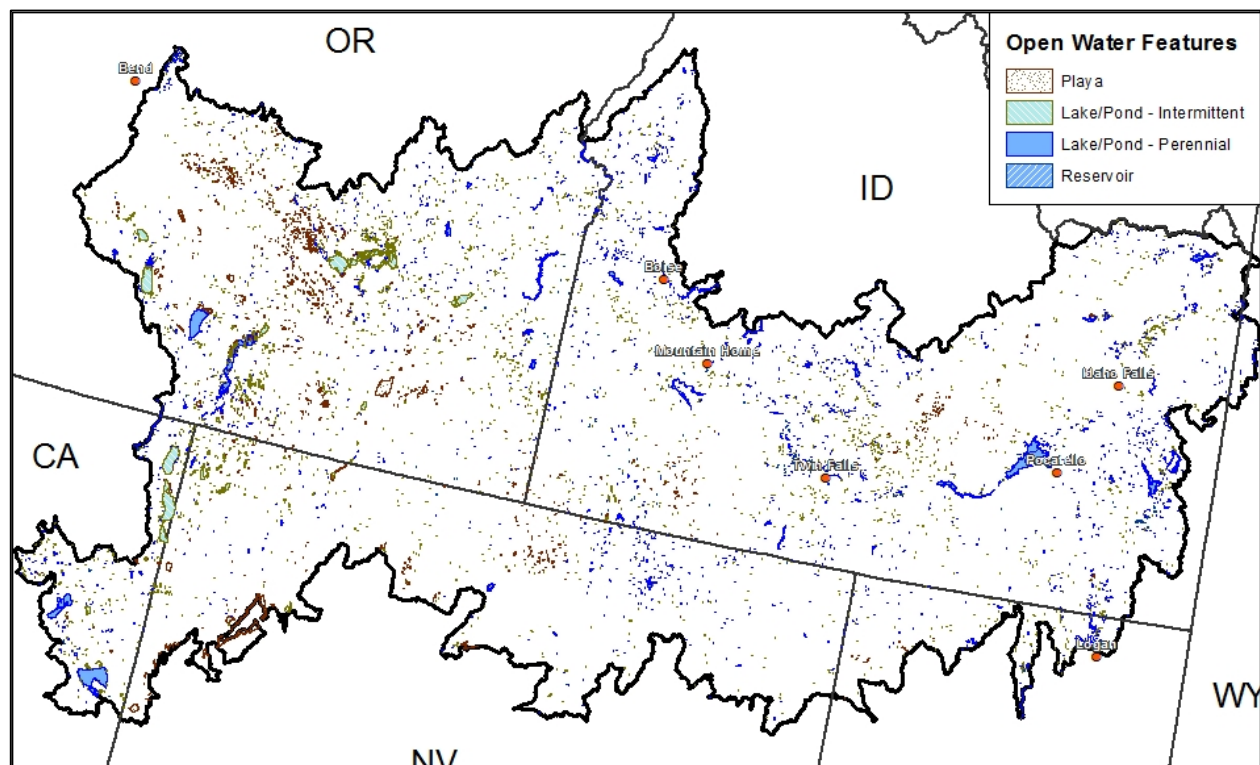 OR
Bend
Open Water Features
Playa
Lake/Pond - Intermittent
Lake/Pond - Perennial
Reservoir
ID
Boise
Mountain Home
Idaho Falls
CA
Twin Falls
Pocatello
Logan
WY
NV